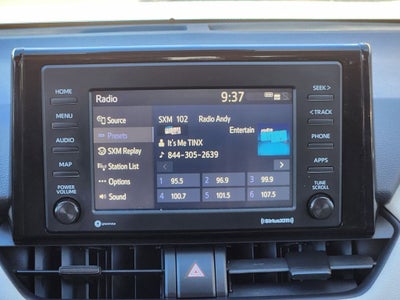 Radio 9:37
HOME
MENU
AUDIO
MAP
POWER
VOLUME
Source
Presets
SXM Replay
Station List
Options
Sound
SXM 102 Radio Andy
Entertain
It's Me TINX
844-305-2639
1 95.5 2 96.9 3 99.9
4 100.7 5 101.5 6 107.5
SEEK >
< TRACK
PHONE
APPS
TUNE
SCROLL
((SiriusXM))